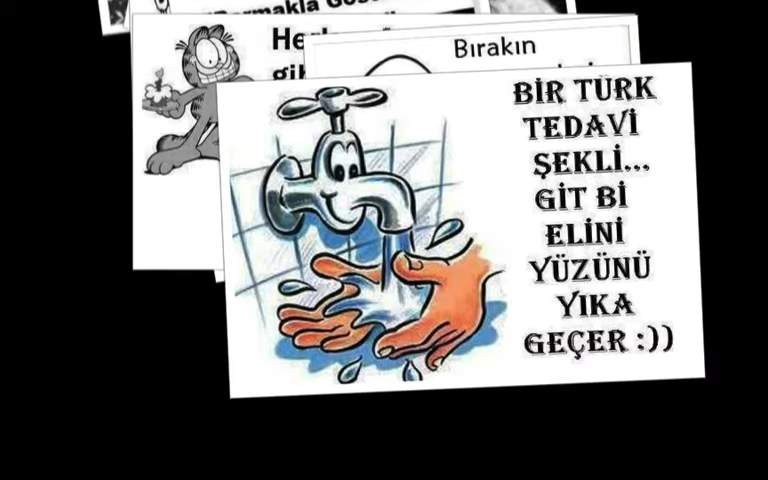 Bırakın
BİR TÜRK
TEDAVİ
ŞEKLİ...
GİT Bİ
ELİNİ
YÜZÜNÜ
YIKA
GEÇER :))